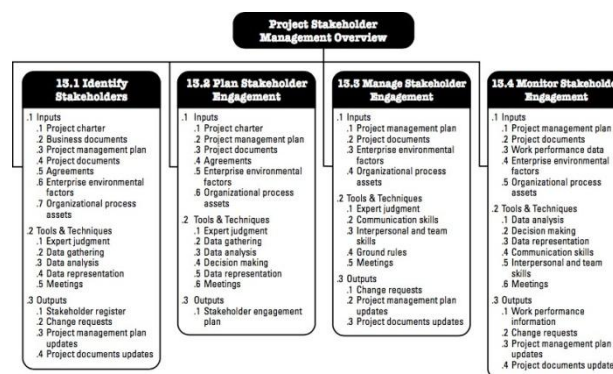 Project Stakeholder
Management Overview
13.1 Identify
Stakeholders
.1 Inputs
.1 Project charter
.2 Business documents
.3 Project management plan
.4 Project documents
.5 Agreements
.6 Enterprise environmental
factors
.7 Organizational process
assets
.2 Tools & Techniques
.1 Expert judgment
.2 Data gathering
.3 Data analysis
.4 Data representation
.5 Meetings
.3 Outputs
.1 Stakeholder register
.2 Change requests
.3 Project management plan
updates
.4 Project documents updates
13.2 Plan Stakeholder
Engagement
.1 Inputs
.1 Project charter
.2 Project management plan
.3 Project documents
.4 Agreements
.5 Enterprise environmental
factors
.6 Organizational process
assets
.2 Tools & Techniques
.1 Expert judgment
.2 Data gathering
.3 Data analysis
.4 Decision making
.5 Data representation
.6 Meetings
.3 Outputs
.1 Stakeholder engagement
plan
13.3 Manage Stakeholder
Engagement
.1 Inputs
.1 Project management plan
.2 Project documents
.3 Enterprise environmental
factors
.4 Organizational process
assets
.2 Tools & Techniques
.1 Expert judgment
.2 Communication skills
.3 Interpersonal and team
skills
.4 Ground rules
.5 Meetings
.3 Outputs
.1 Change requests
.2 Project management plan
updates
.3 Project documents updates
13.4 Monitor Stakeholde
Engagement
.1 Inputs
.1 Project management plan
.2 Project documents
.3 Work performance data
.4 Enterprise environmental
factors
.5 Organizational process
assets
.2 Tools & Techniques
.1 Data analysis
.2 Decision making
.3 Data representation
.4 Communication skills
.5 Interpersonal and team
skills
.6 Meetings
.3 Outputs
.1 Work performance
information
.2 Change requests
.3 Project management plan
updates
.4 Project documents update